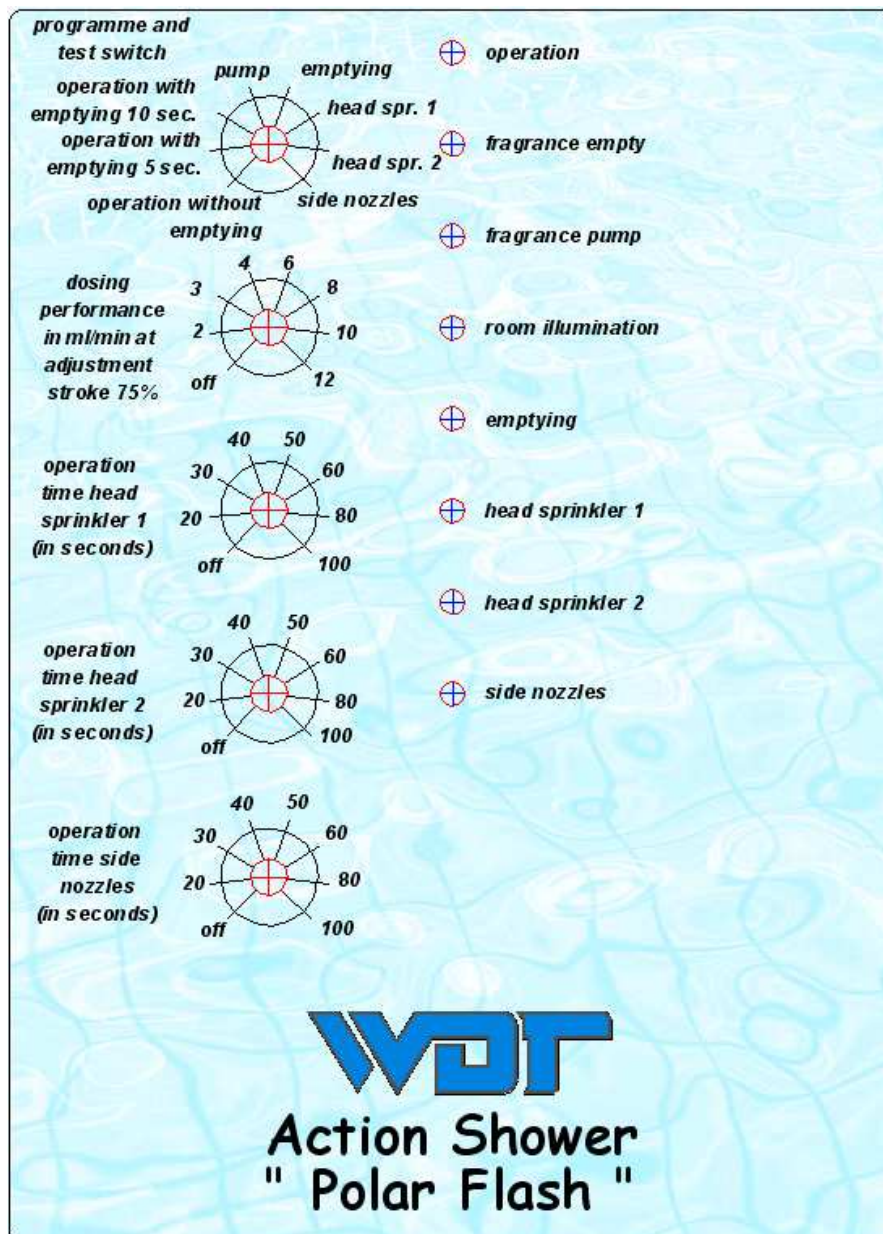 programme and
test switch
operation with
emptying 10 sec.
operation with
emptying 5 sec.
operation without
emptying
pump
emptying
head spr. 1
head spr. 2
side nozzles
dosing
performance
in ml/min at
adjustment
stroke 75%
off
2
3
4
6
8
10
12
operation
time head
sprinkler 1
(in seconds)
off
20
30
40
50
60
80
100
operation
time head
sprinkler 2
(in seconds)
off
20
30
40
50
60
80
100
operation
time side
nozzles
(in seconds)
off
20
30
40
50
60
80
100
operation
fragrance empty
fragrance pump
room illumination
emptying
head sprinkler 1
head sprinkler 2
side nozzles
WDT
Action Shower
" Polar Flash "